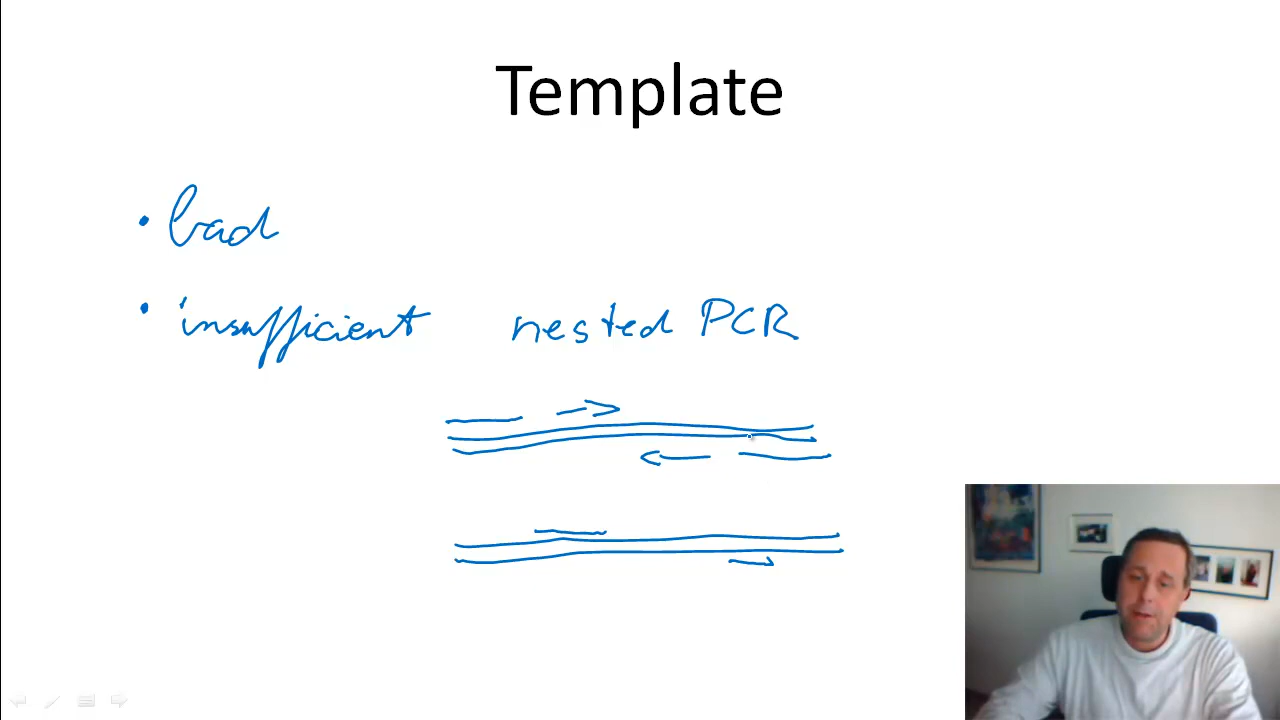 Template
• bad
• insufficient nested PCR